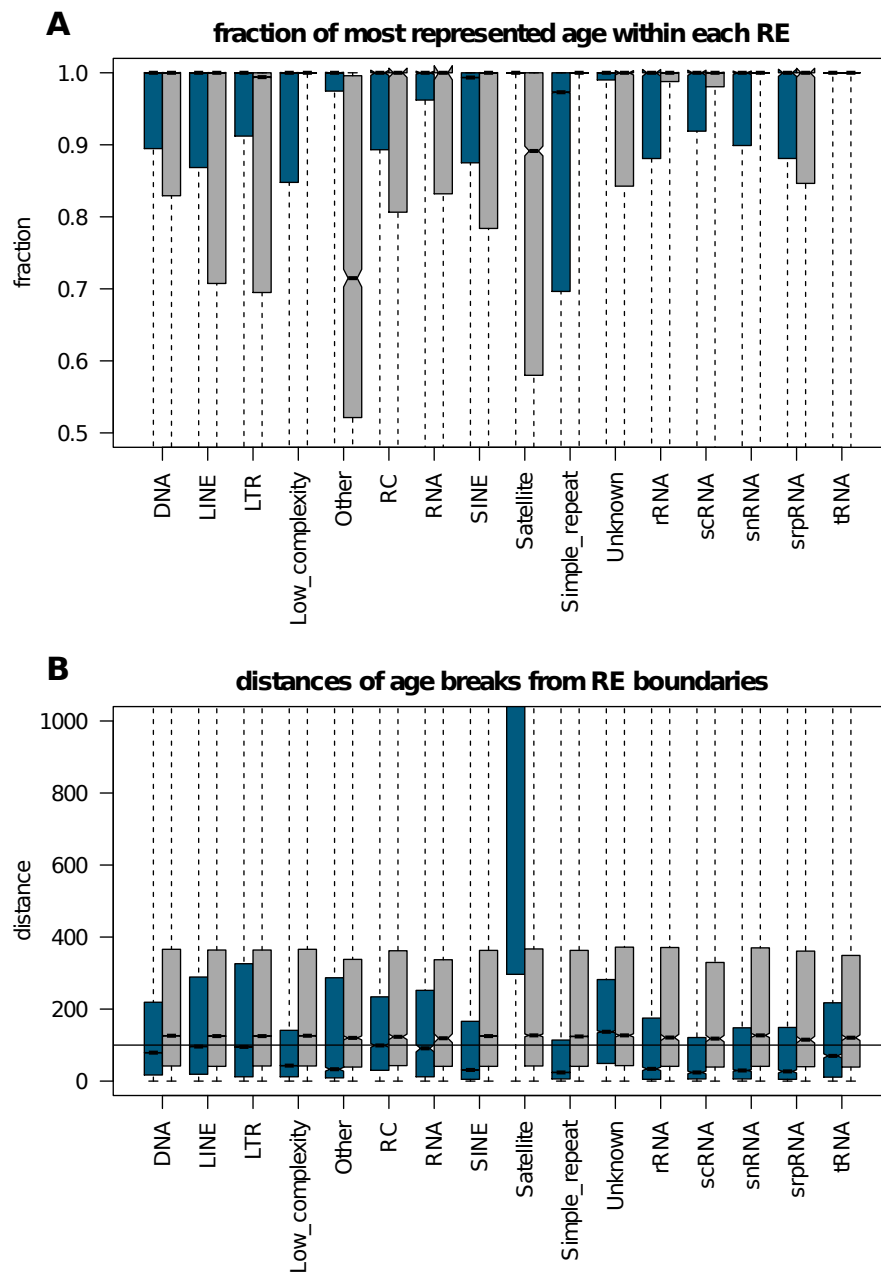 A
fraction of most represented age within each RE
1.0
0.9
0.8
0.7
0.6
0.5
fraction
DNA
LINE
LTR
Low_complexity
Other
RC
RNA
SINE
Satellite
Simple_repeat
Unknown
rRNA
scRNA
snRNA
srpRNA
tRNA
B
distances of age breaks from RE boundaries
1000
800
600
400
200
0
distance
DNA
LINE
LTR
Low_complexity
Other
RC
RNA
SINE
Satellite
Simple_repeat
Unknown
rRNA
scRNA
snRNA
srpRNA
tRNA